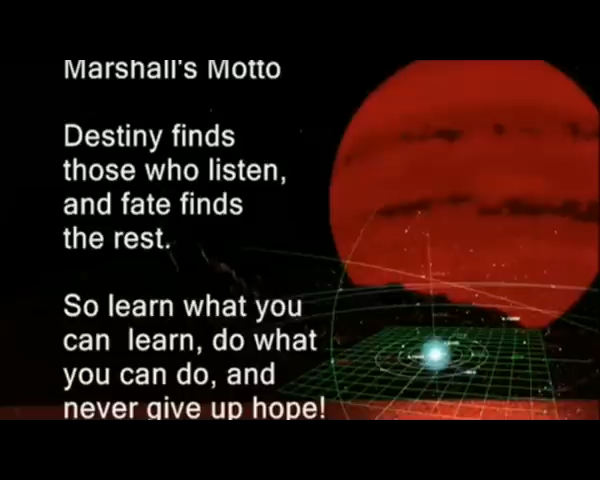 Marshall's Motto
Destiny finds
those who listen,
and fate finds
the rest.
So learn what you
can learn, do what
you can do, and
never give up hope!